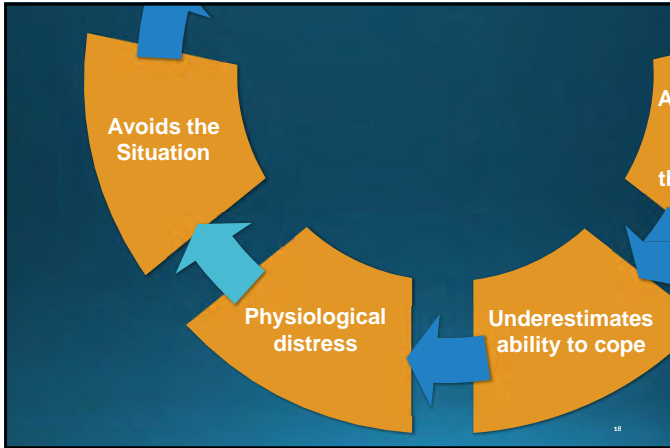 Avoids the
Situation
Physiological
distress
Underestimates
ability to cope
18